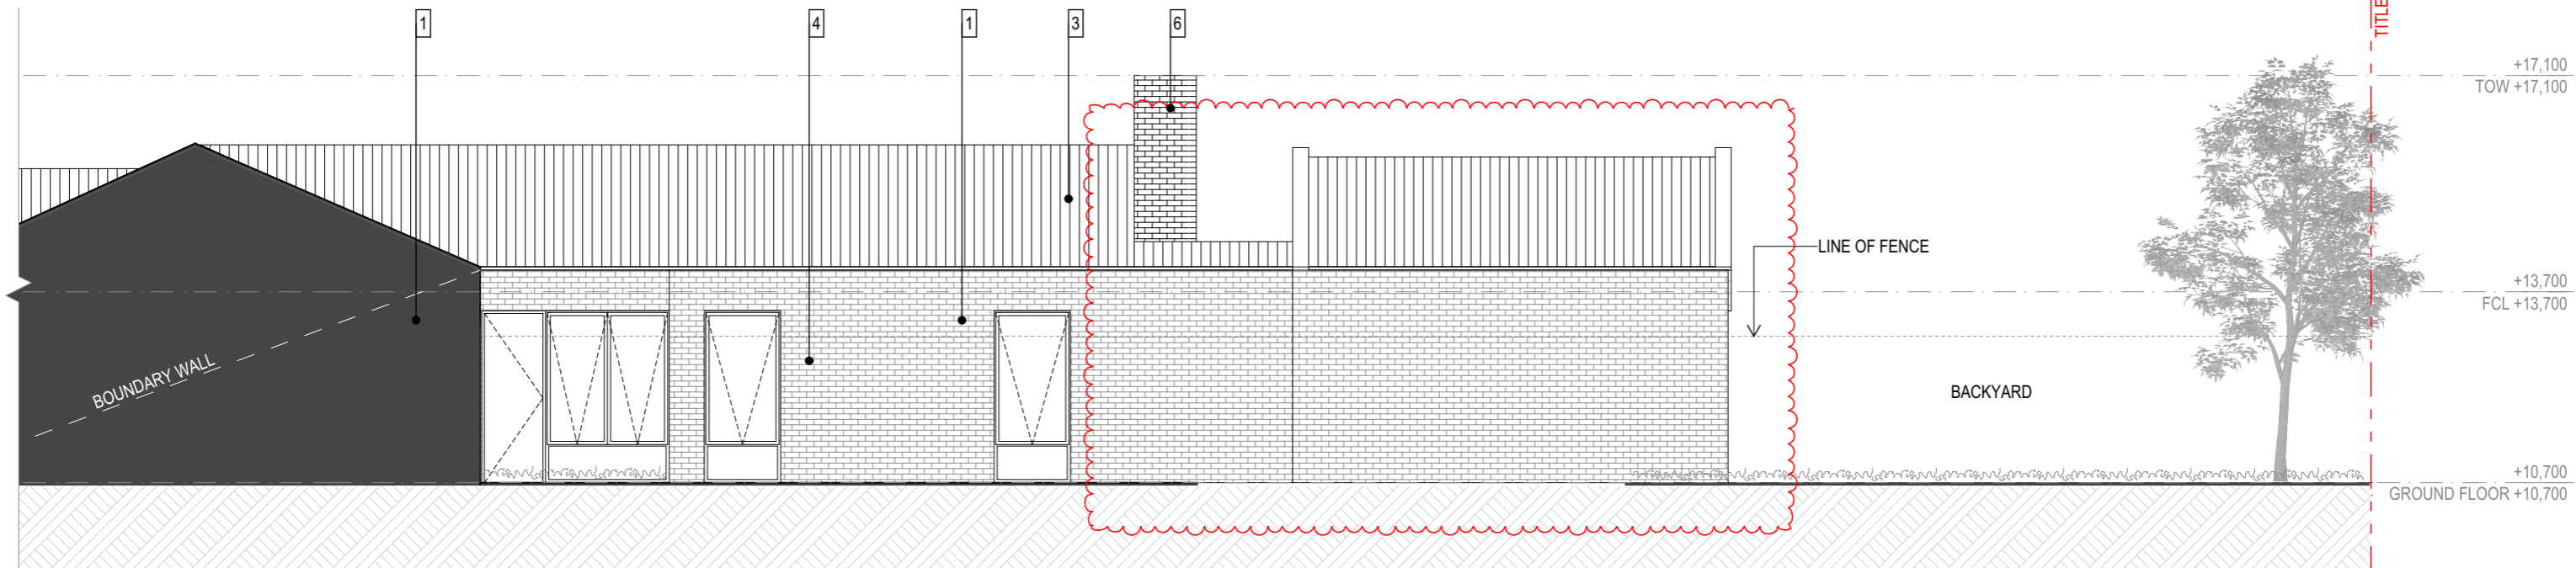 1
4
1
3
6
TITLE
+17,100
TOW +17,100
LINE OF FENCE
+13,700
FCL +13,700
BOUNDARY WALL
BACKYARD
+10,700
GROUND FLOOR +10,700